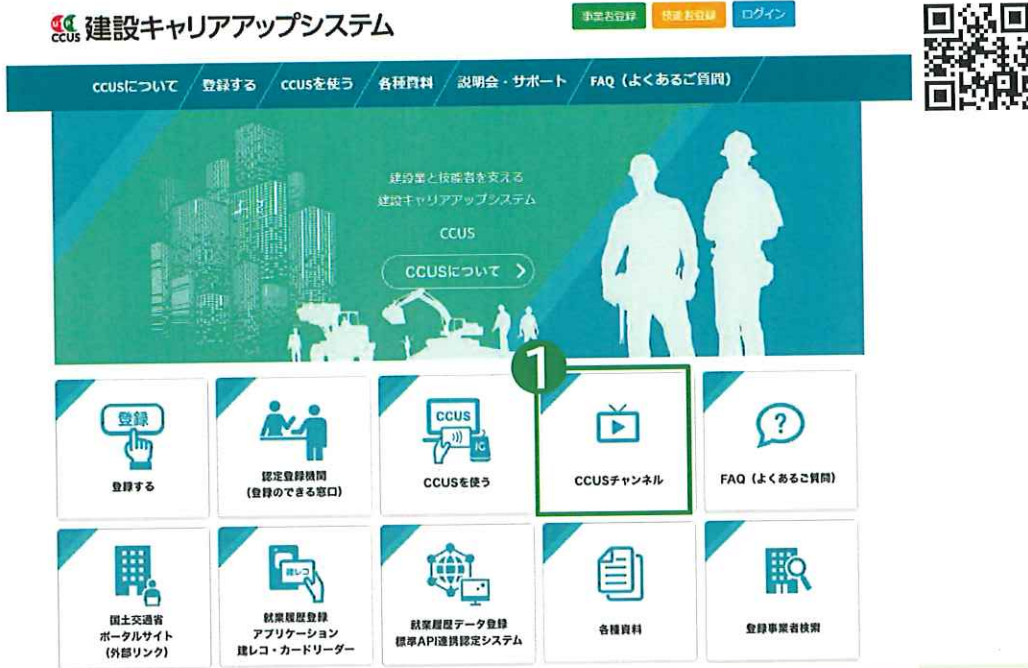 CCUS 建設キャリアアップシステム
事業者登録 技能者登録 ログイン
CCUSについて 登録する CCUSを使う 各種資料 説明会・サポート FAQ（よくあるご質問）
建設業と技能者を支える
建設キャリアアップシステム
CCUS
CCUSについて
1
登録
登録する
認定登録機関
（登録のできる窓口）
CCUS
IC
CCUSを使う
CCUSチャンネル
?
FAQ（よくあるご質問）
国土交通省
ポータルサイト
（外部リンク）
建レコ
就業履歴登録
アプリケーション
建レコ・カードリーダー
就業履歴データ登録
標準API連携認定システム
各種資料
登録事業者検索